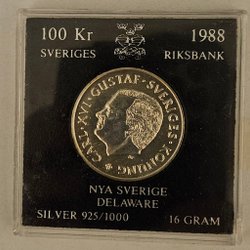 100 Kr 1988
SVERIGES RIKSBANK
CARL·XVI·GUSTAF·SVERIGES·KONUNG
NYA SVERIGE
DELAWARE
SILVER 925/1000 16 GRAM